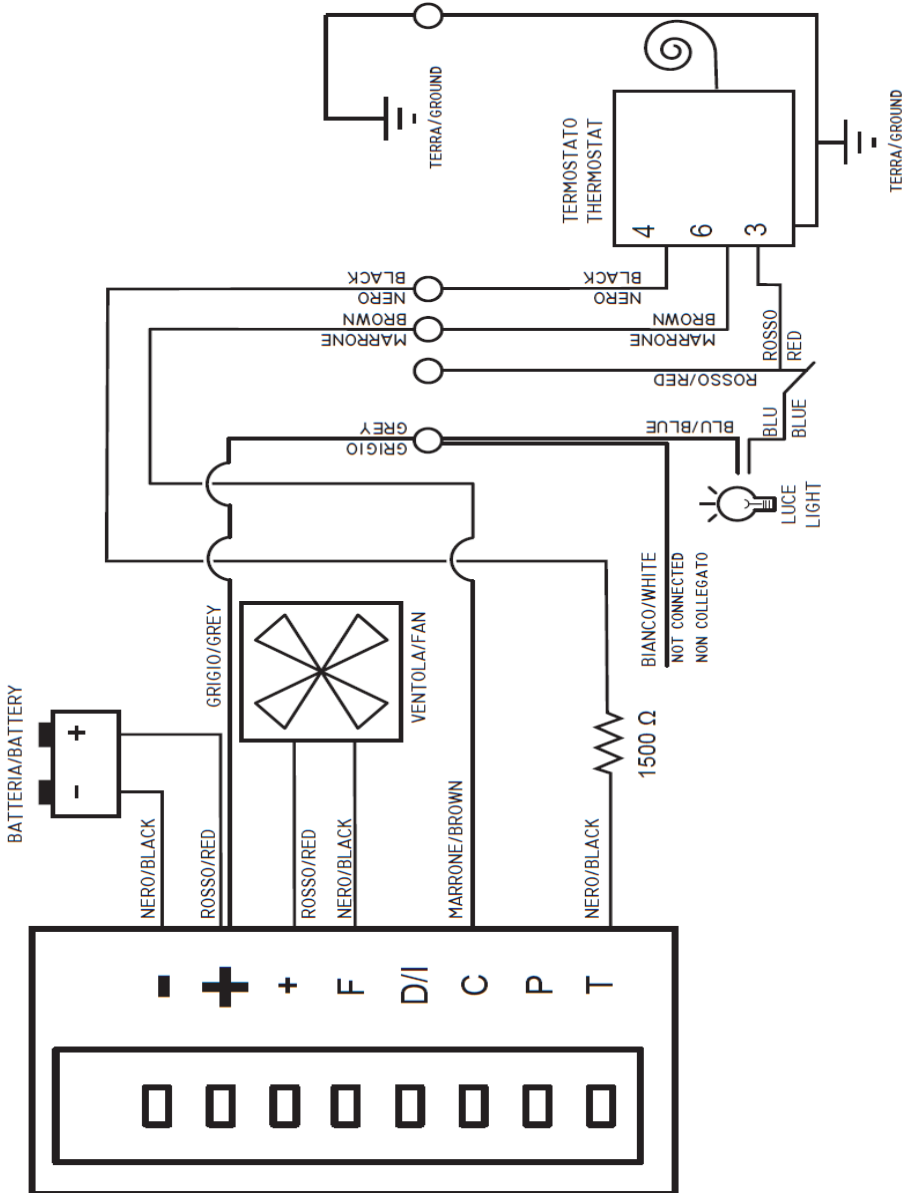 TERRA/GROUND
TERMOSTATO
THERMOSTAT
4
6
3
TERRA/GROUND
BLACK
NERO
BLACK
NERO
BROWN
MARRONE
BROWN
MARRONE
ROSSO
RED
ROSSO/RED
GREY
GRIGIO
BLU/BLUE
BLU
BLUE
LUCE
LIGHT
BIANCO/WHITE
NOT CONNECTED
NON COLLEGATO
GRIGIO/GREY
VENTOLA/FAN
BATTERIA/BATTERY
+
-
1500 Ω
NERO/BLACK
ROSSO/RED
ROSSO/RED
NERO/BLACK
MARRONE/BROWN
NERO/BLACK
-
+
+
F
D/I
C
P
T